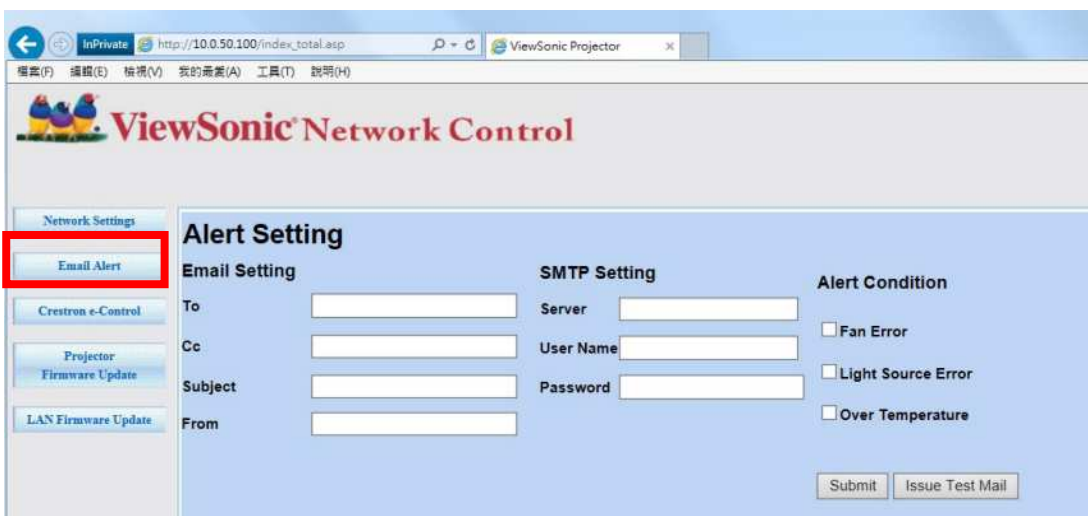 InPrivate http://10.0.50.100/index_total.asp ViewSonic Projector
檔案(F) 編輯(E) 檢視(V) 我的最愛(A) 工具(T) 說明(H)
ViewSonic® Network Control
Network Settings
Email Alert
Crestron e-Control
Projector
Firmware Update
LAN Firmware Update
Alert Setting
Email Setting
To
Cc
Subject
From
SMTP Setting
Server
User Name
Password
Alert Condition
Fan Error
Light Source Error
Over Temperature
Submit Issue Test Mail